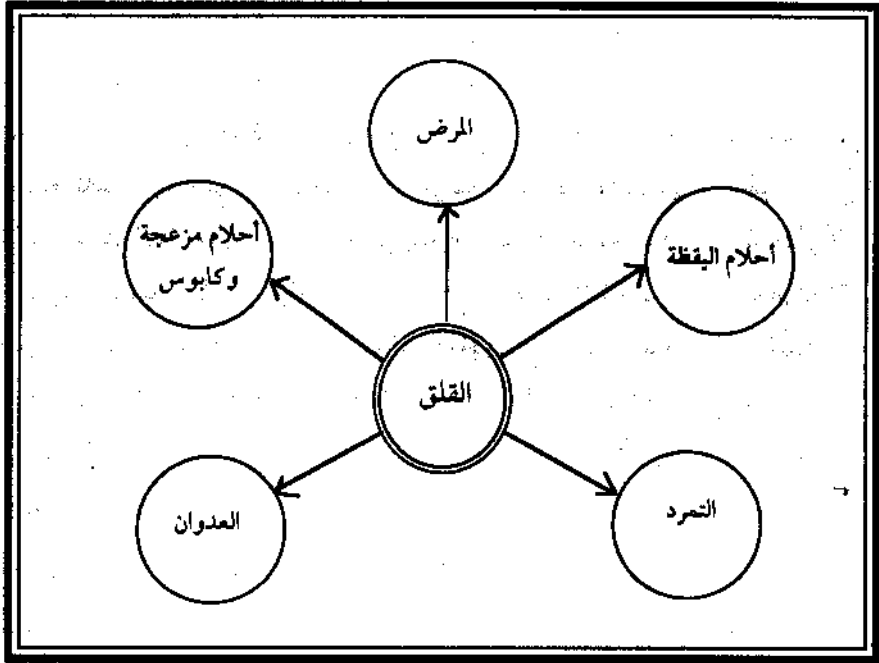 المرض
أحلام اليقظة
أحلام مزعجة
وكابوس
القلق
التمرد
العدوان